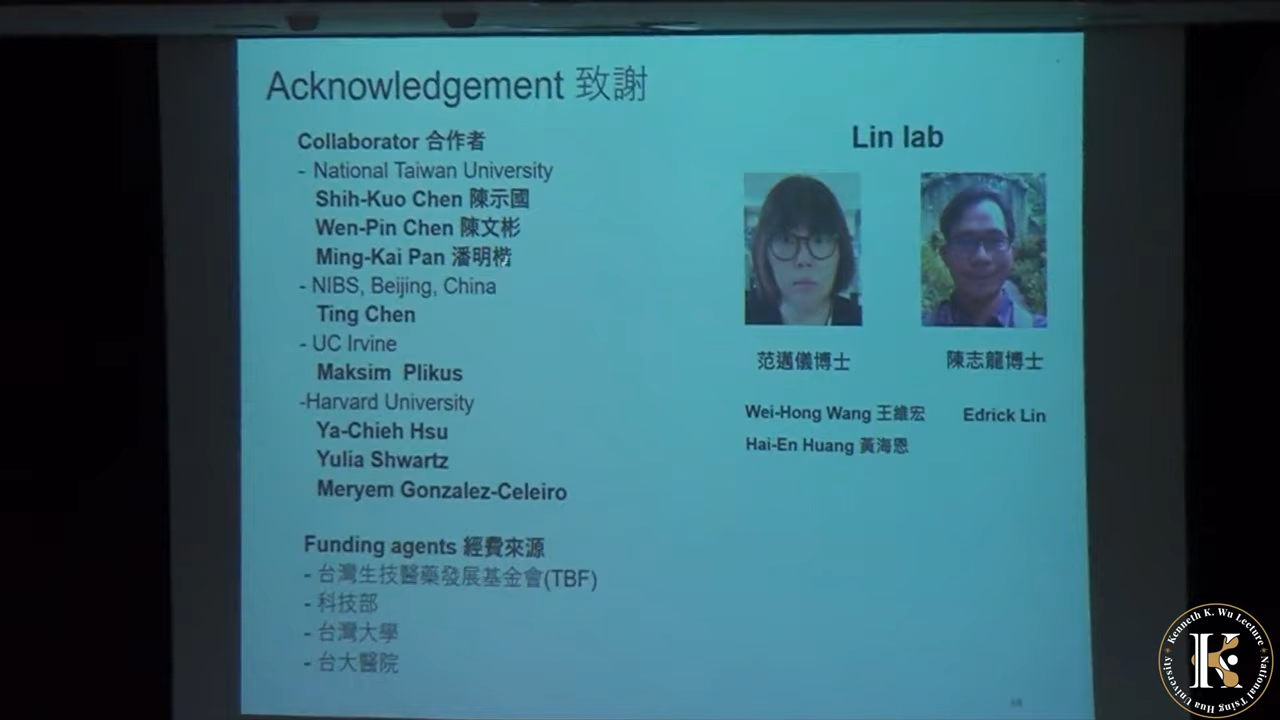 Acknowledgement 致謝
Collaborator 合作者
- National Taiwan University
Shih-Kuo Chen 陳示國
Wen-Pin Chen 陳文彬
Ming-Kai Pan 潘明楷
- NIBS, Beijing, China
Ting Chen
- UC Irvine
Maksim Plikus
-Harvard University
Ya-Chieh Hsu
Yulia Shwartz
Meryem Gonzalez-Celeiro
Funding agents 經費來源
- 台灣生技醫藥發展基金會(TBF)
- 科技部
- 台灣大學
- 台大醫院
Lin lab
范邁儀博士
陳志龍博士
Wei-Hong Wang 王維宏
Edrick Lin
Hai-En Huang 黃海恩
Kenneth K. Wu Lecture
National Tsing Hua University
K